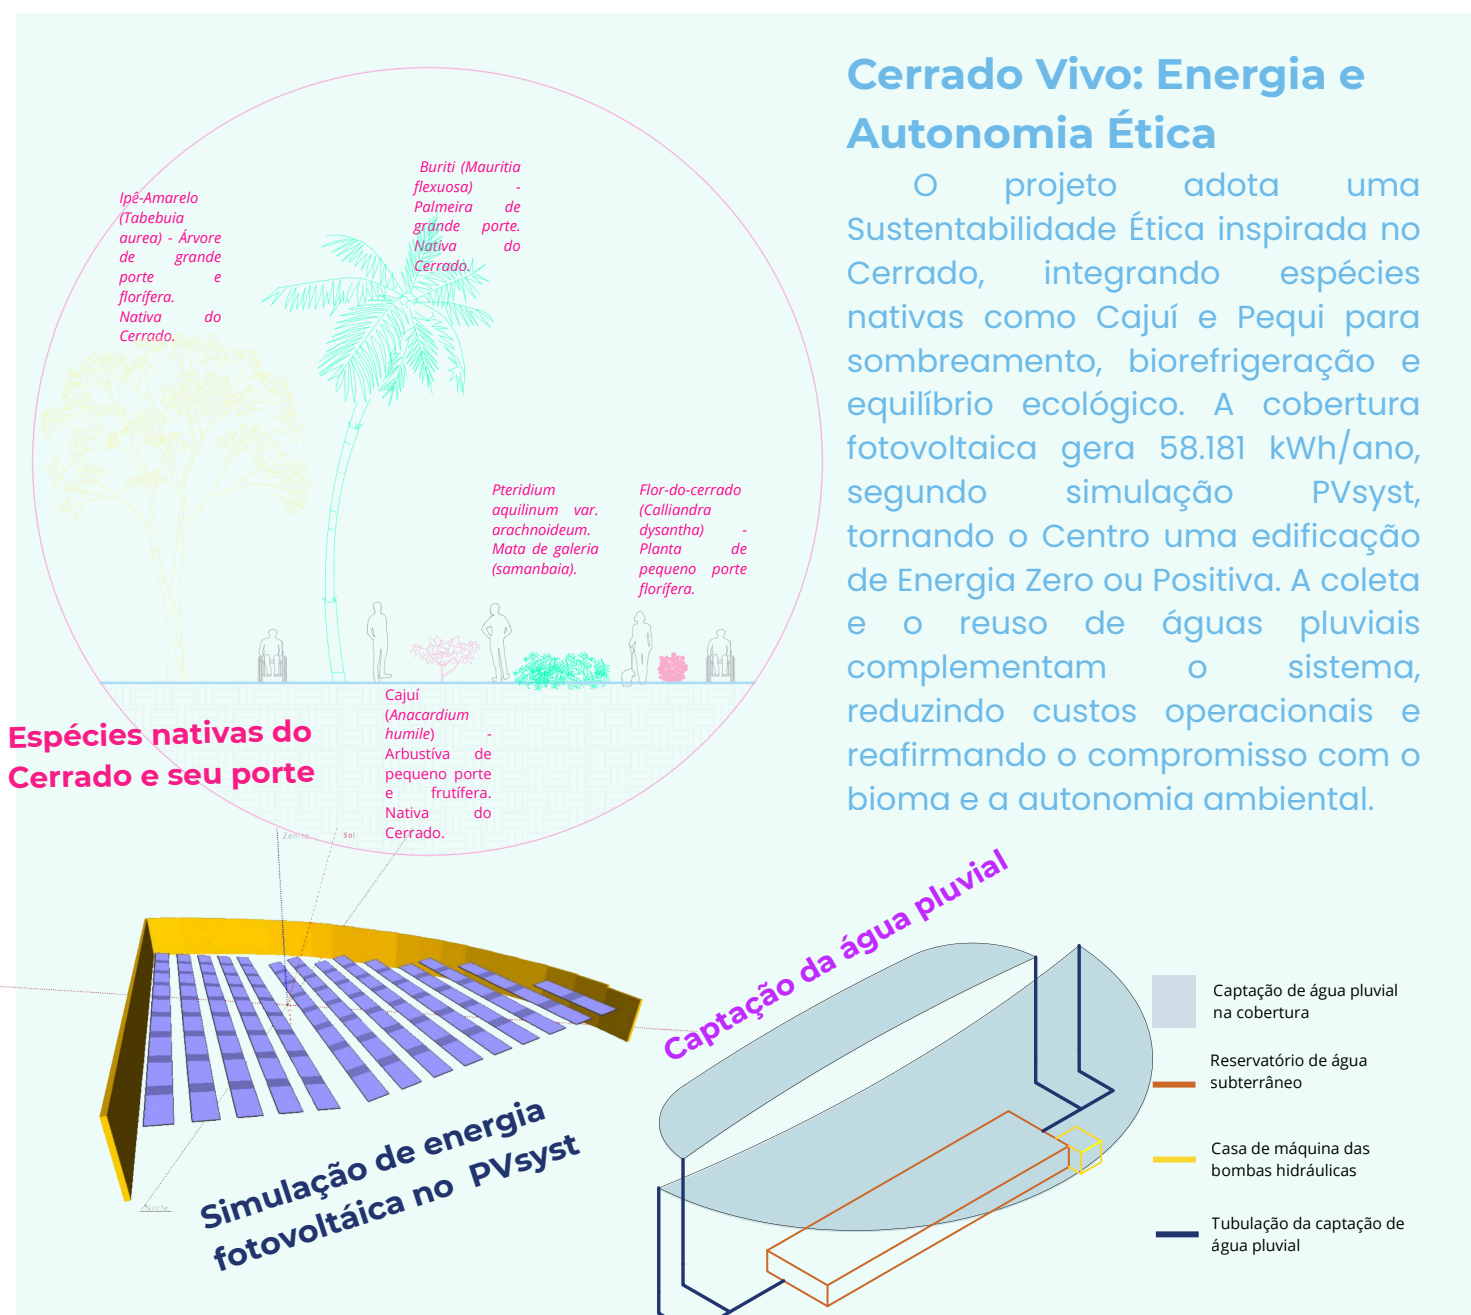 Cerrado Vivo: Energia e
Autonomia Ética
O projeto adota uma
Sustentabilidade Ética inspirada no
Cerrado, integrando espécies
nativas como Cajuí e Pequi para
sombreamento, biorefrigeração e
equilíbrio ecológico. A cobertura
fotovoltaica gera 58.181 kWh/ano,
segundo simulação PVsyst,
tornando o Centro uma edificação
de Energia Zero ou Positiva. A coleta
e o reuso de águas pluviais
complementam o sistema,
reduzindo custos operacionais e
reafirmando o compromisso com o
bioma e a autonomia ambiental.
Ipê-Amarelo
(Tabebuia
aurea) - Árvore
de grande
porte e
florífera.
Nativa do
Cerrado.
Buriti (Mauritia
flexuosa) -
Palmeira de
grande porte.
Nativa do
Cerrado.
Pteridium
aquilinum var.
arachnoideum.
Mata de galeria
(samanbaia).
Flor-do-cerrado
(Calliandra
dysantha) -
Planta de
pequeno porte
florífera.
Cajuí
(Anacardium
humile) -
Arbustíva de
pequeno porte
e frutífera.
Nativa do
Cerrado.
Espécies nativas do
Cerrado e seu porte
Zenite
Sol
Norte
Simulação de energia
fotovoltáica no PVsyst
Captação da água pluvial
Captação de água pluvial
na cobertura
Reservatório de água
subterrâneo
Casa de máquina das
bombas hidráulicas
Tubulação da captação de
água pluvial